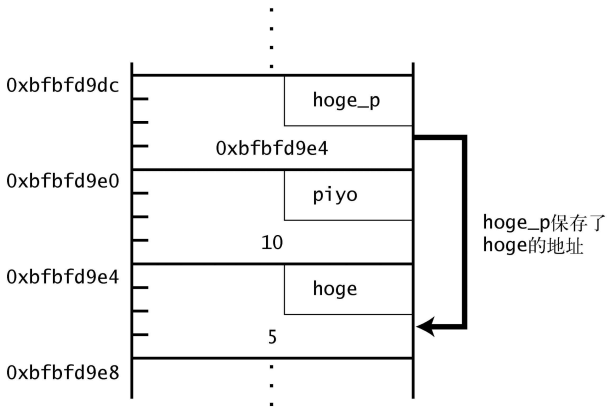 0xbfbfd9dc
hoge_p
0xbfbfd9e4
0xbfbfd9e0
piyo
10
hoge_p保存了
hoge的地址
0xbfbfd9e4
hoge
5
0xbfbfd9e8